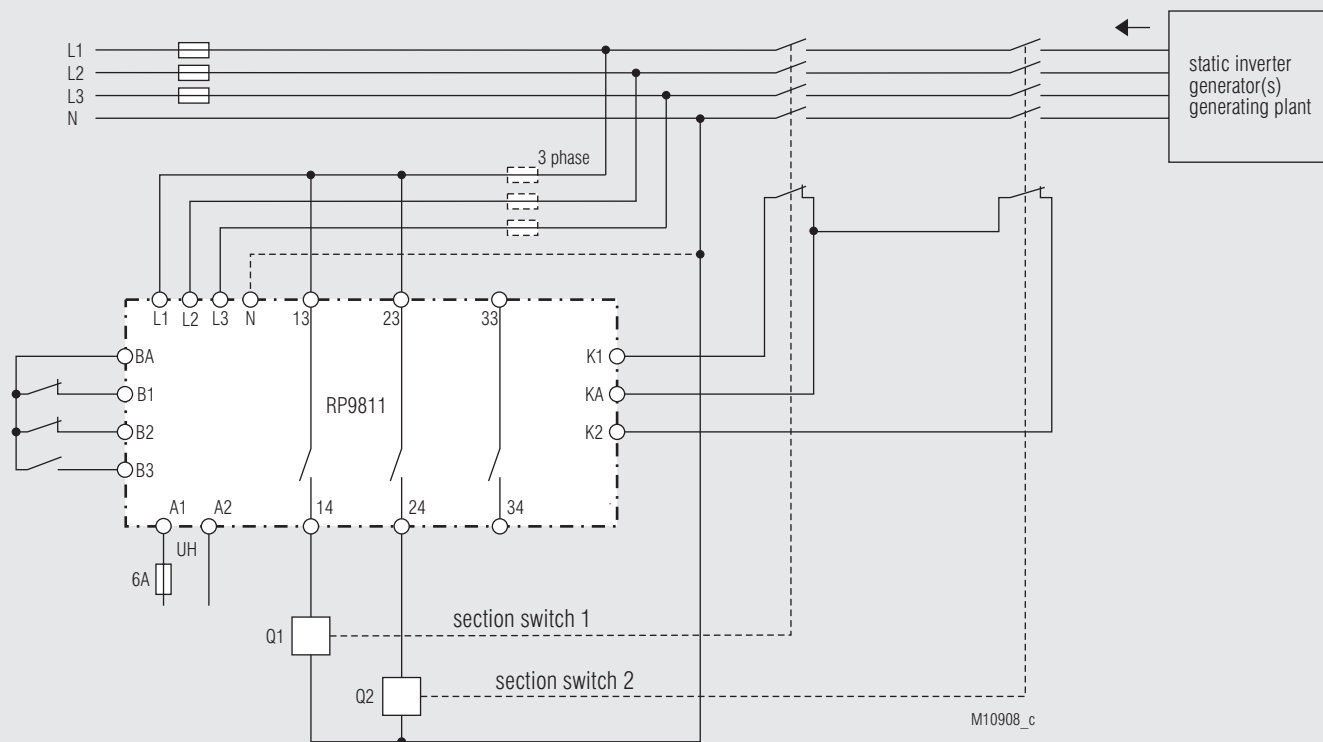 L1
L2
L3
N
static inverter
generator(s)
generating plant
3 phase
L1 L2 L3 N 13 23 33
BA
B1
B2
B3
RP9811
K1
KA
K2
A1 A2 14 24 34
UH
6A
Q1
section switch 1
Q2
section switch 2
M10908_c